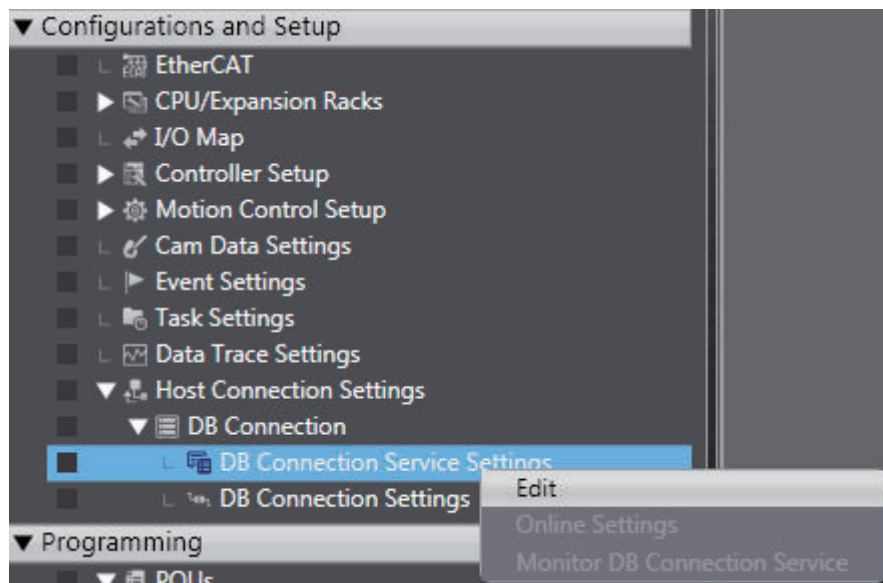 Configurations and Setup
EtherCAT
CPU/Expansion Racks
I/O Map
Controller Setup
Motion Control Setup
Cam Data Settings
Event Settings
Task Settings
Data Trace Settings
Host Connection Settings
DB Connection
DB Connection Service Settings
Edit
DB Connection Settings
Online Settings
Programming
Monitor DB Connection Service
POUs